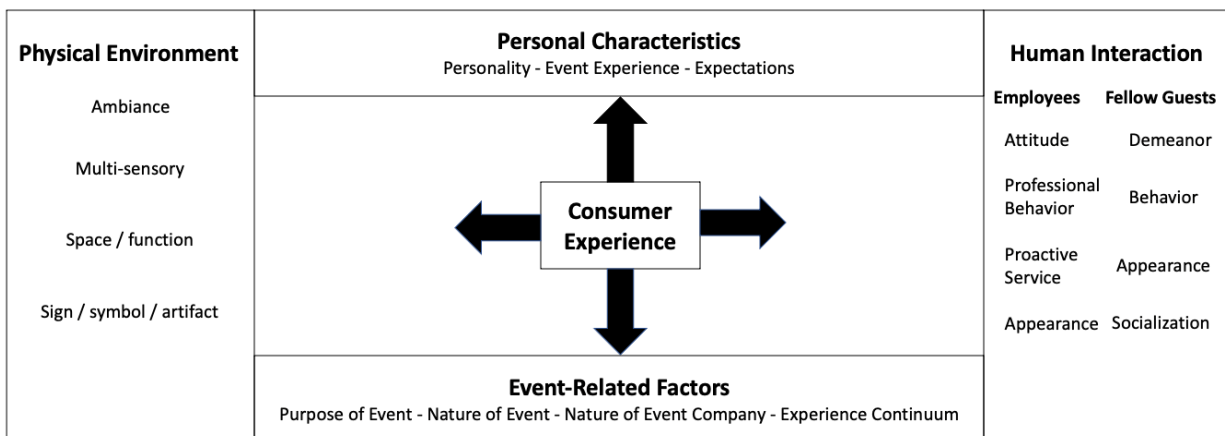 Physical Environment
Ambiance
Multi-sensory
Space / function
Sign / symbol / artifact
Personal Characteristics
Personality - Event Experience - Expectations
Consumer
Experience
Event-Related Factors
Purpose of Event - Nature of Event - Nature of Event Company - Experience Continuum
Human Interaction
Employees Fellow Guests
Attitude Demeanor
Professional
Behavior Behavior
Proactive
Service Appearance
Appearance Socialization